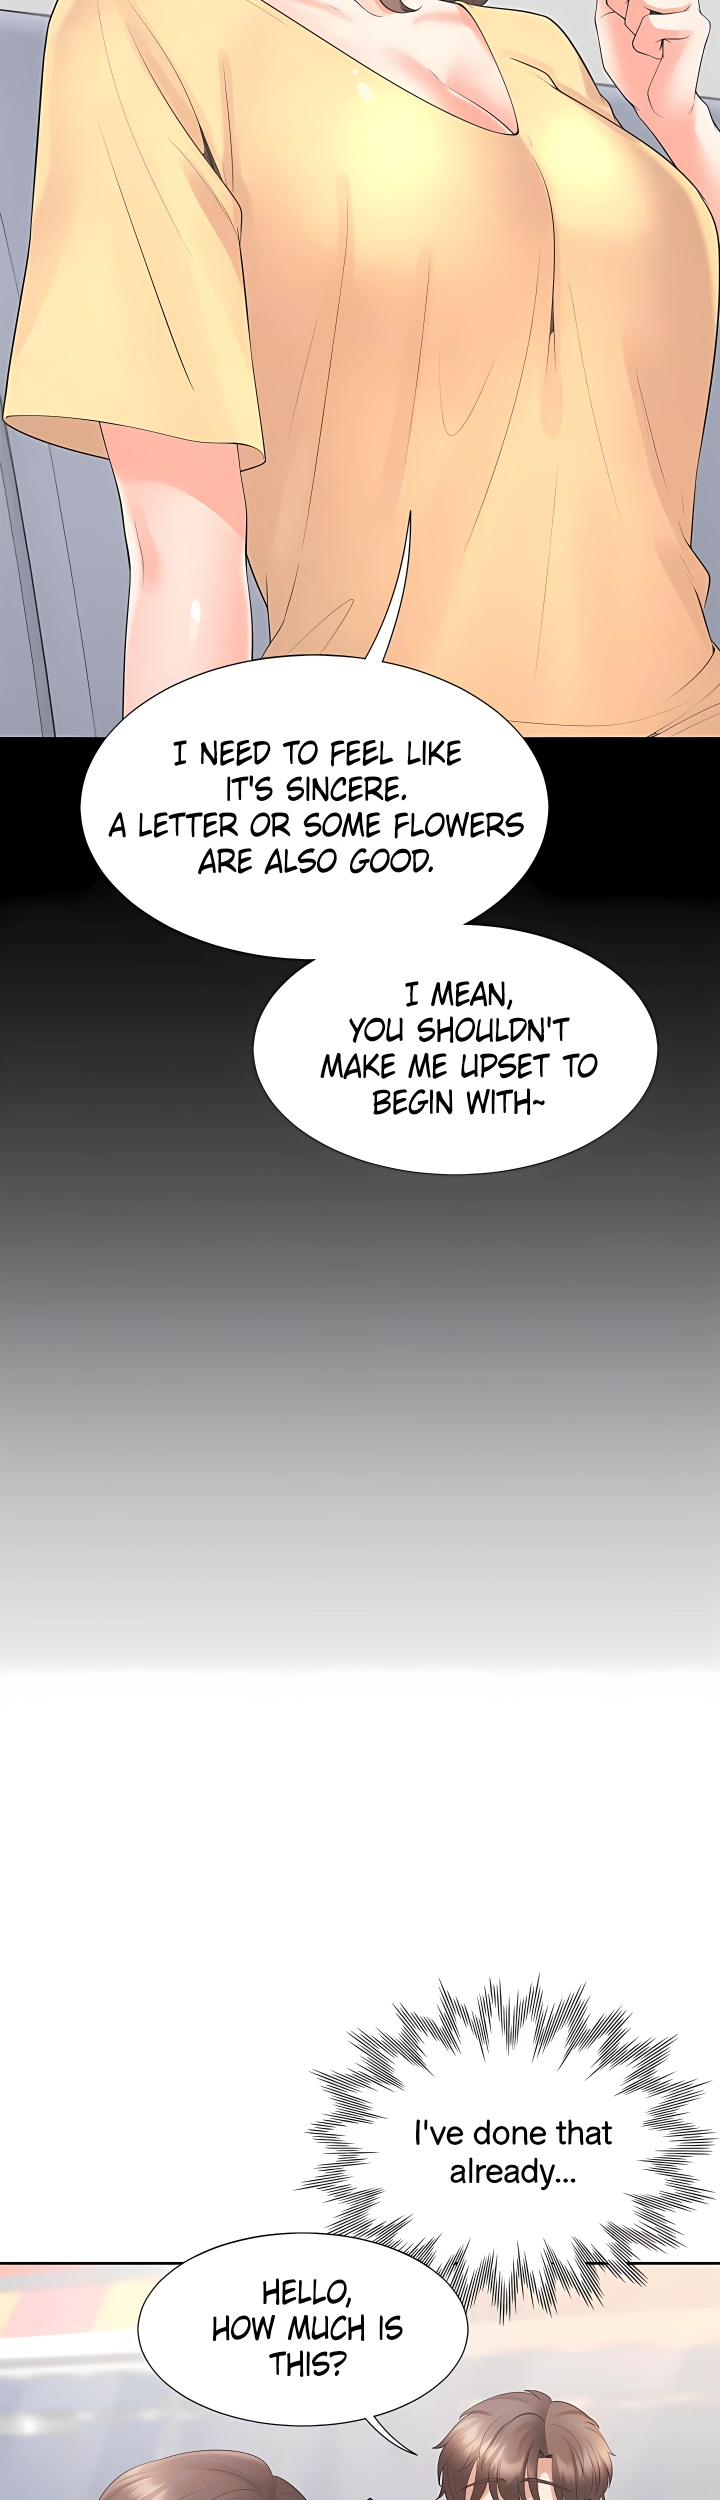 I NEED TO FEEL LIKE
IT'S SINCERE.
A LETTER OR SOME FLOWERS
ARE ALSO GOOD.
I MEAN,
YOU SHOULDN'T
MAKE ME UPSET TO
BEGIN WITH~
I've done that
already...
HELLO,
HOW MUCH IS
THIS?